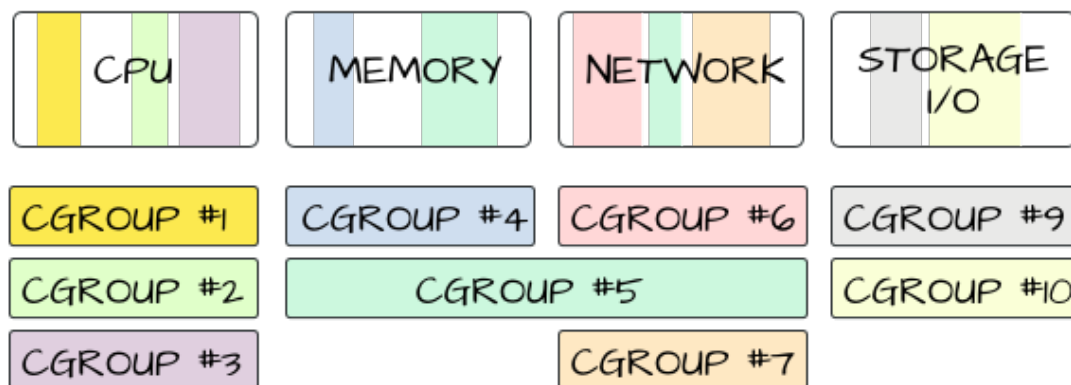 CPU
MEMORY
NETWORK
STORAGE
I/O
CGROUP #1
CGROUP #4
CGROUP #6
CGROUP #9
CGROUP #2
CGROUP #5
CGROUP #10
CGROUP #3
CGROUP #7